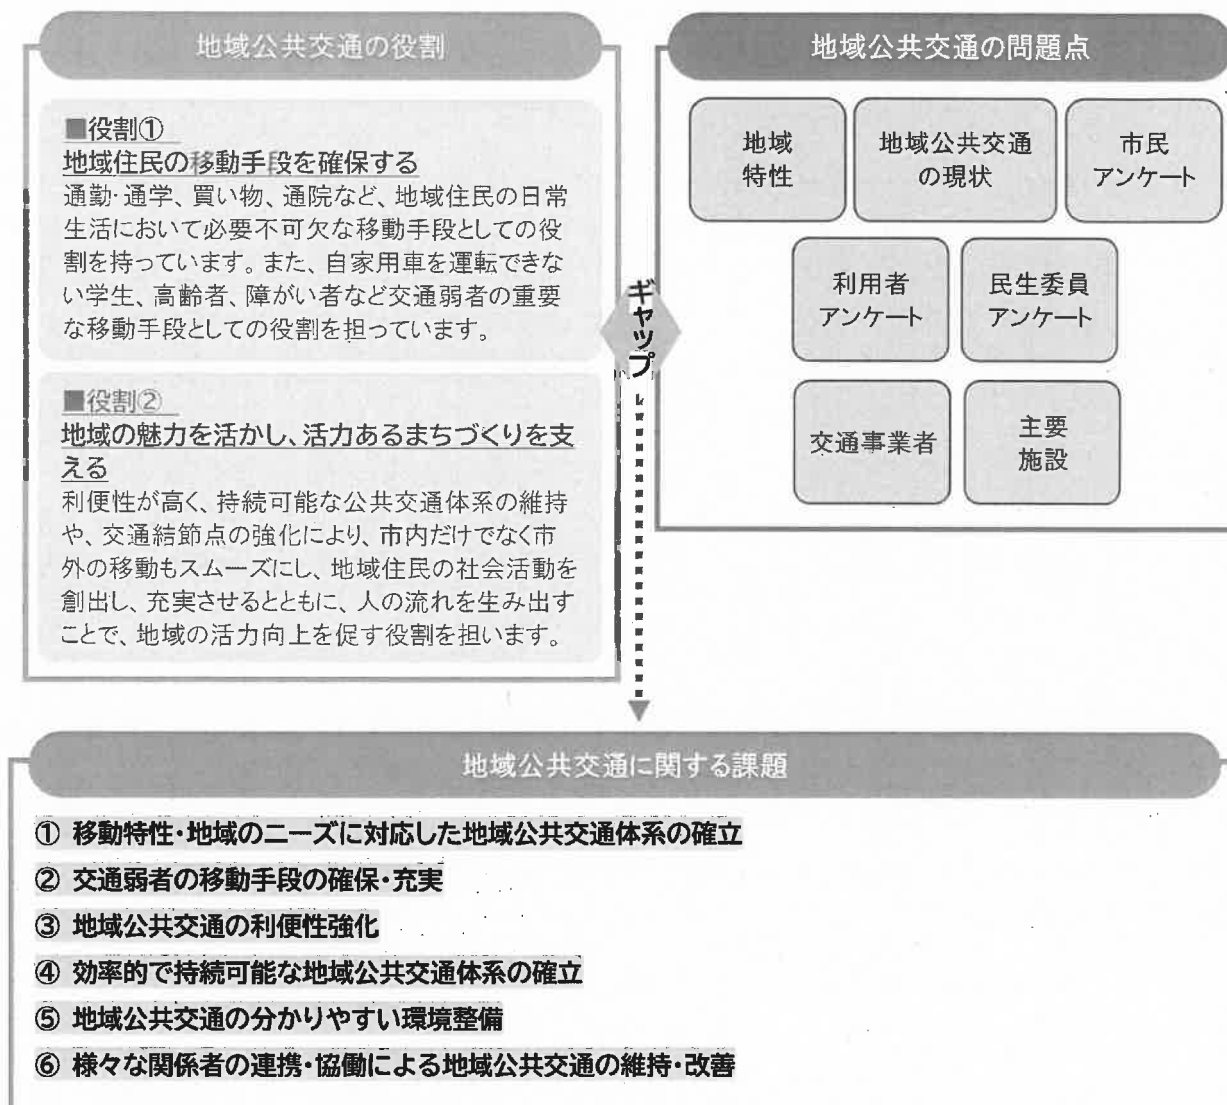 地域公共交通の役割
■役割①
地域住民の移動手段を確保する
通勤・通学、買い物、通院など、地域住民の日常
生活において必要不可欠な移動手段としての役
割を持っています。また、自家用車を運転できな
い学生、高齢者、障がい者など交通弱者の重要
な移動手段としての役割を担っています。
■役割②
地域の魅力を活かし、活力あるまちづくりを支
える
利便性が高く、持続可能な公共交通体系の維持
や、交通結節点の強化により、市内だけでなく市
外の移動もスムーズにし、地域住民の社会活動を
創出し、充実させるとともに、人の流れを生み出す
ことで、地域の活力向上を促す役割を担います。
ギャップ
地域公共交通の問題点
地域
特性
地域公共交通
の現状
市民
アンケート
利用者
アンケート
民生委員
アンケート
交通事業者
主要
施設
地域公共交通に関する課題
① 移動特性・地域のニーズに対応した地域公共交通体系の確立
② 交通弱者の移動手段の確保・充実
③ 地域公共交通の利便性強化
④ 効率的で持続可能な地域公共交通体系の確立
⑤ 地域公共交通の分かりやすい環境整備
⑥ 様々な関係者の連携・協働による地域公共交通の維持・改善